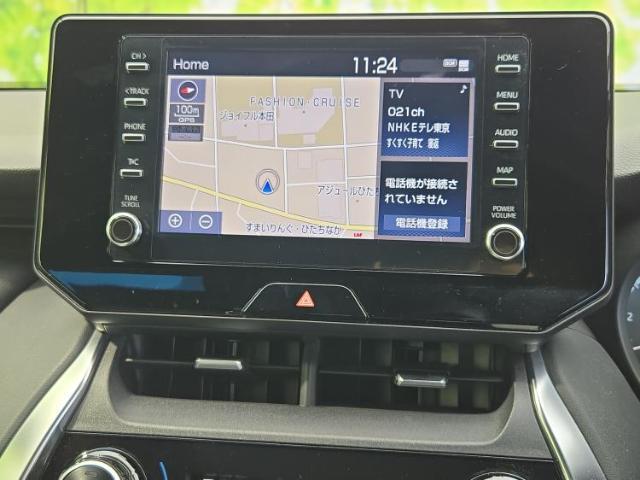 Home
11:24
CH>
<TRACK
PHONE
T×C
TUNE
SCROLL
100m
GPS
FASHION・CRUISE
ジョイフル本田
アジュールひた
すまいりんぐ・ひたちなか
TV
021ch
NHKEテレ東京
すくすく子育て
電話機が接続さ
れていません
電話機登録
HOME
MENU
AUDIO
MAP
POWER
VOLUME
2